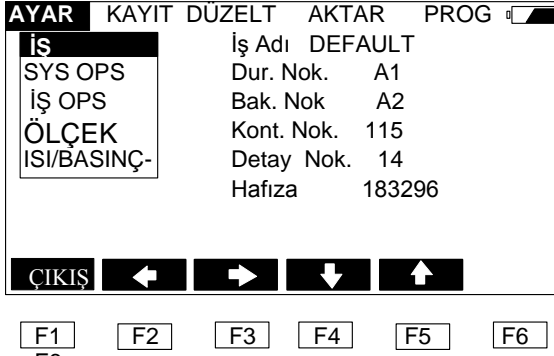 AYAR KAYIT DÜZELT AKTAR PROG
İŞ İş Adı DEFAULT
SYS OPS Dur. Nok. A1
İŞ OPS Bak. Nok A2
ÖLÇEK Kont. Nok. 115
ISI/BASINÇ- Detay Nok. 14
Hafıza 183296
ÇIKIŞ
F1 F2 F3 F4 F5 F6